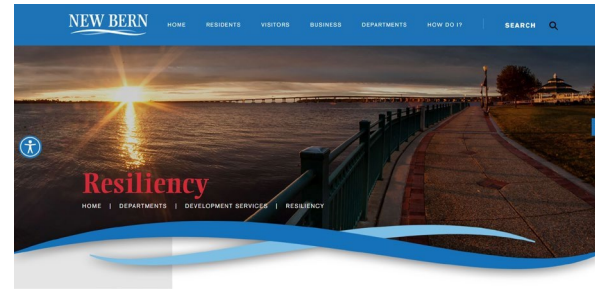 NEW BERN
HOME RESIDENTS VISITORS BUSINESS DEPARTMENTS HOW DO I? SEARCH
Resiliency
HOME | DEPARTMENTS | DEVELOPMENT SERVICES | RESILIENCY